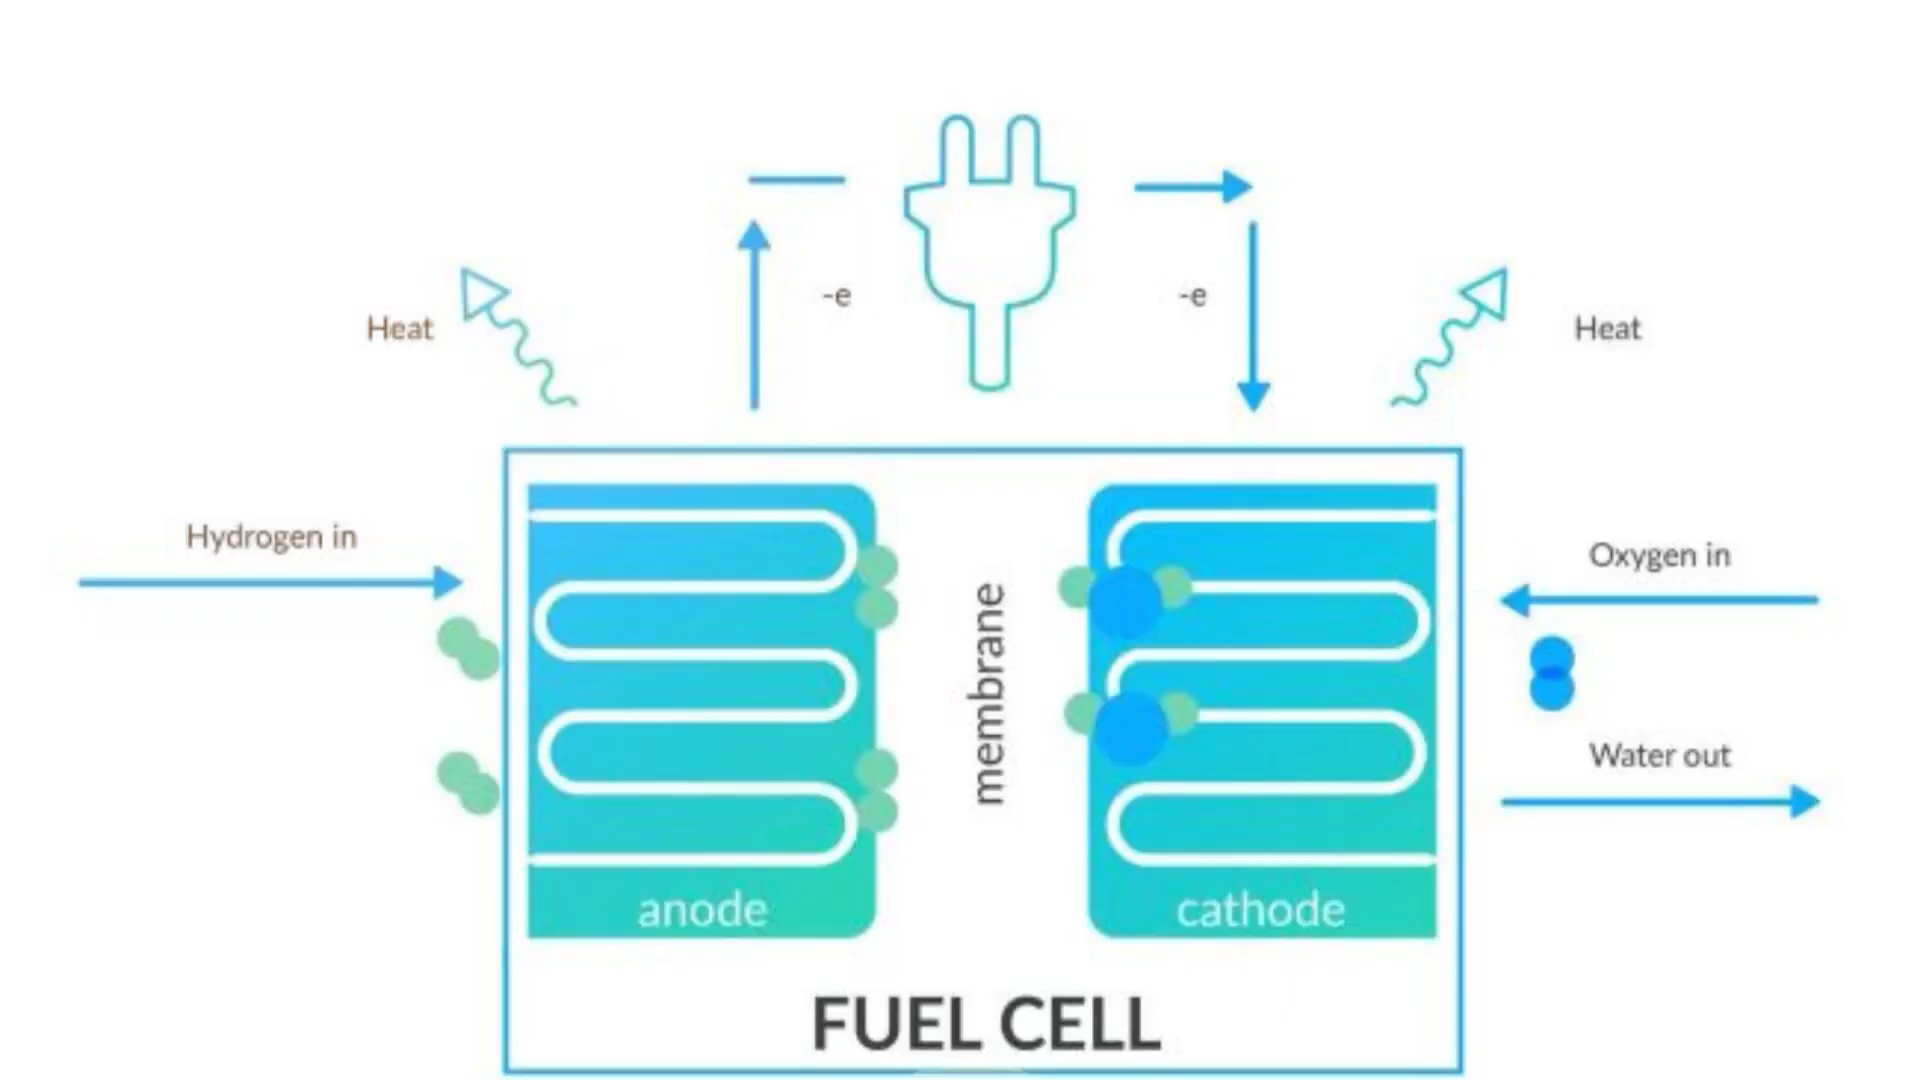 -e
-e
Heat
Heat
Hydrogen in
Oxygen in
membrane
Water out
anode
cathode
FUEL CELL